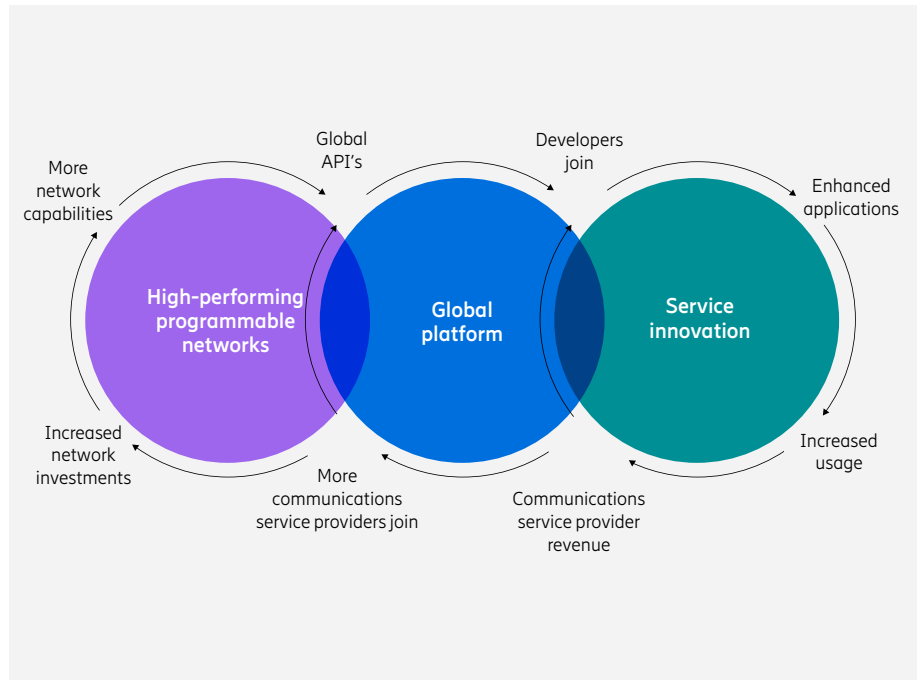 Global
API's
Developers
join
More
network
capabilities
Enhanced
applications
High-performing
programmable
networks
Global
platform
Service
innovation
Increased
network
investments
Increased
usage
More
communications
service providers join
Communications
service provider
revenue